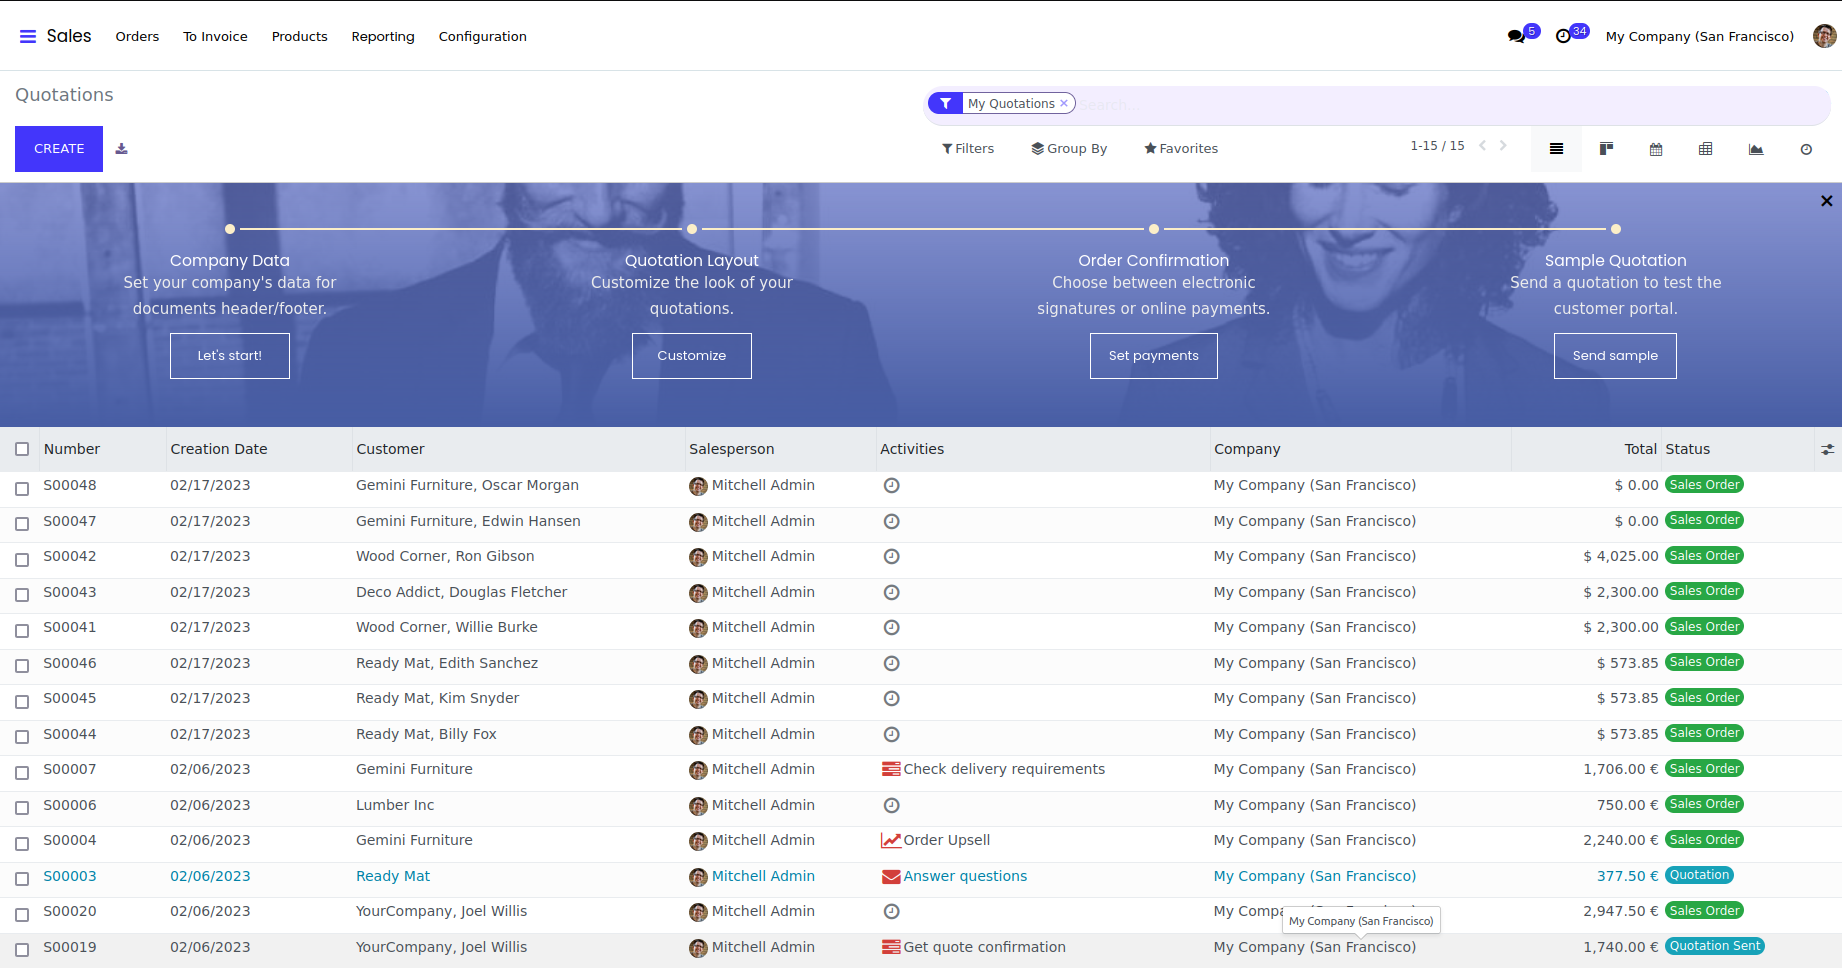 Sales Orders To Invoice Products Reporting Configuration 5 34 My Company (San Francisco)
Quotations
My Quotations × Search...
CREATE Filters Group By Favorites 1-15 / 15
Company Data Quotation Layout Order Confirmation Sample Quotation
Set your company's data for Customize the look of your Choose between electronic Send a quotation to test the
documents header/footer. quotations. signatures or online payments. customer portal.
Let's start! Customize Set payments Send sample
Number Creation Date Customer Salesperson Activities Company Total Status
S00048 02/17/2023 Gemini Furniture, Oscar Morgan Mitchell Admin My Company (San Francisco) $ 0.00 Sales Order
S00047 02/17/2023 Gemini Furniture, Edwin Hansen Mitchell Admin My Company (San Francisco) $ 0.00 Sales Order
S00042 02/17/2023 Wood Corner, Ron Gibson Mitchell Admin My Company (San Francisco) $ 4,025.00 Sales Order
S00043 02/17/2023 Deco Addict, Douglas Fletcher Mitchell Admin My Company (San Francisco) $ 2,300.00 Sales Order
S00041 02/17/2023 Wood Corner, Willie Burke Mitchell Admin My Company (San Francisco) $ 2,300.00 Sales Order
S00046 02/17/2023 Ready Mat, Edith Sanchez Mitchell Admin My Company (San Francisco) $ 573.85 Sales Order
S00045 02/17/2023 Ready Mat, Kim Snyder Mitchell Admin My Company (San Francisco) $ 573.85 Sales Order
S00044 02/17/2023 Ready Mat, Billy Fox Mitchell Admin My Company (San Francisco) $ 573.85 Sales Order
S00007 02/06/2023 Gemini Furniture Mitchell Admin Check delivery requirements My Company (San Francisco) 1,706.00 € Sales Order
S00006 02/06/2023 Lumber Inc Mitchell Admin My Company (San Francisco) 750.00 € Sales Order
S00004 02/06/2023 Gemini Furniture Mitchell Admin Order Upsell My Company (San Francisco) 2,240.00 € Sales Order
S00003 02/06/2023 Ready Mat Mitchell Admin Answer questions My Company (San Francisco) 377.50 € Quotation
S00020 02/06/2023 YourCompany, Joel Willis Mitchell Admin My Compa 2,947.50 € Sales Order
My Company (San Francisco)
S00019 02/06/2023 YourCompany, Joel Willis Mitchell Admin Get quote confirmation My Company (San Francisco) 1,740.00 € Quotation Sent